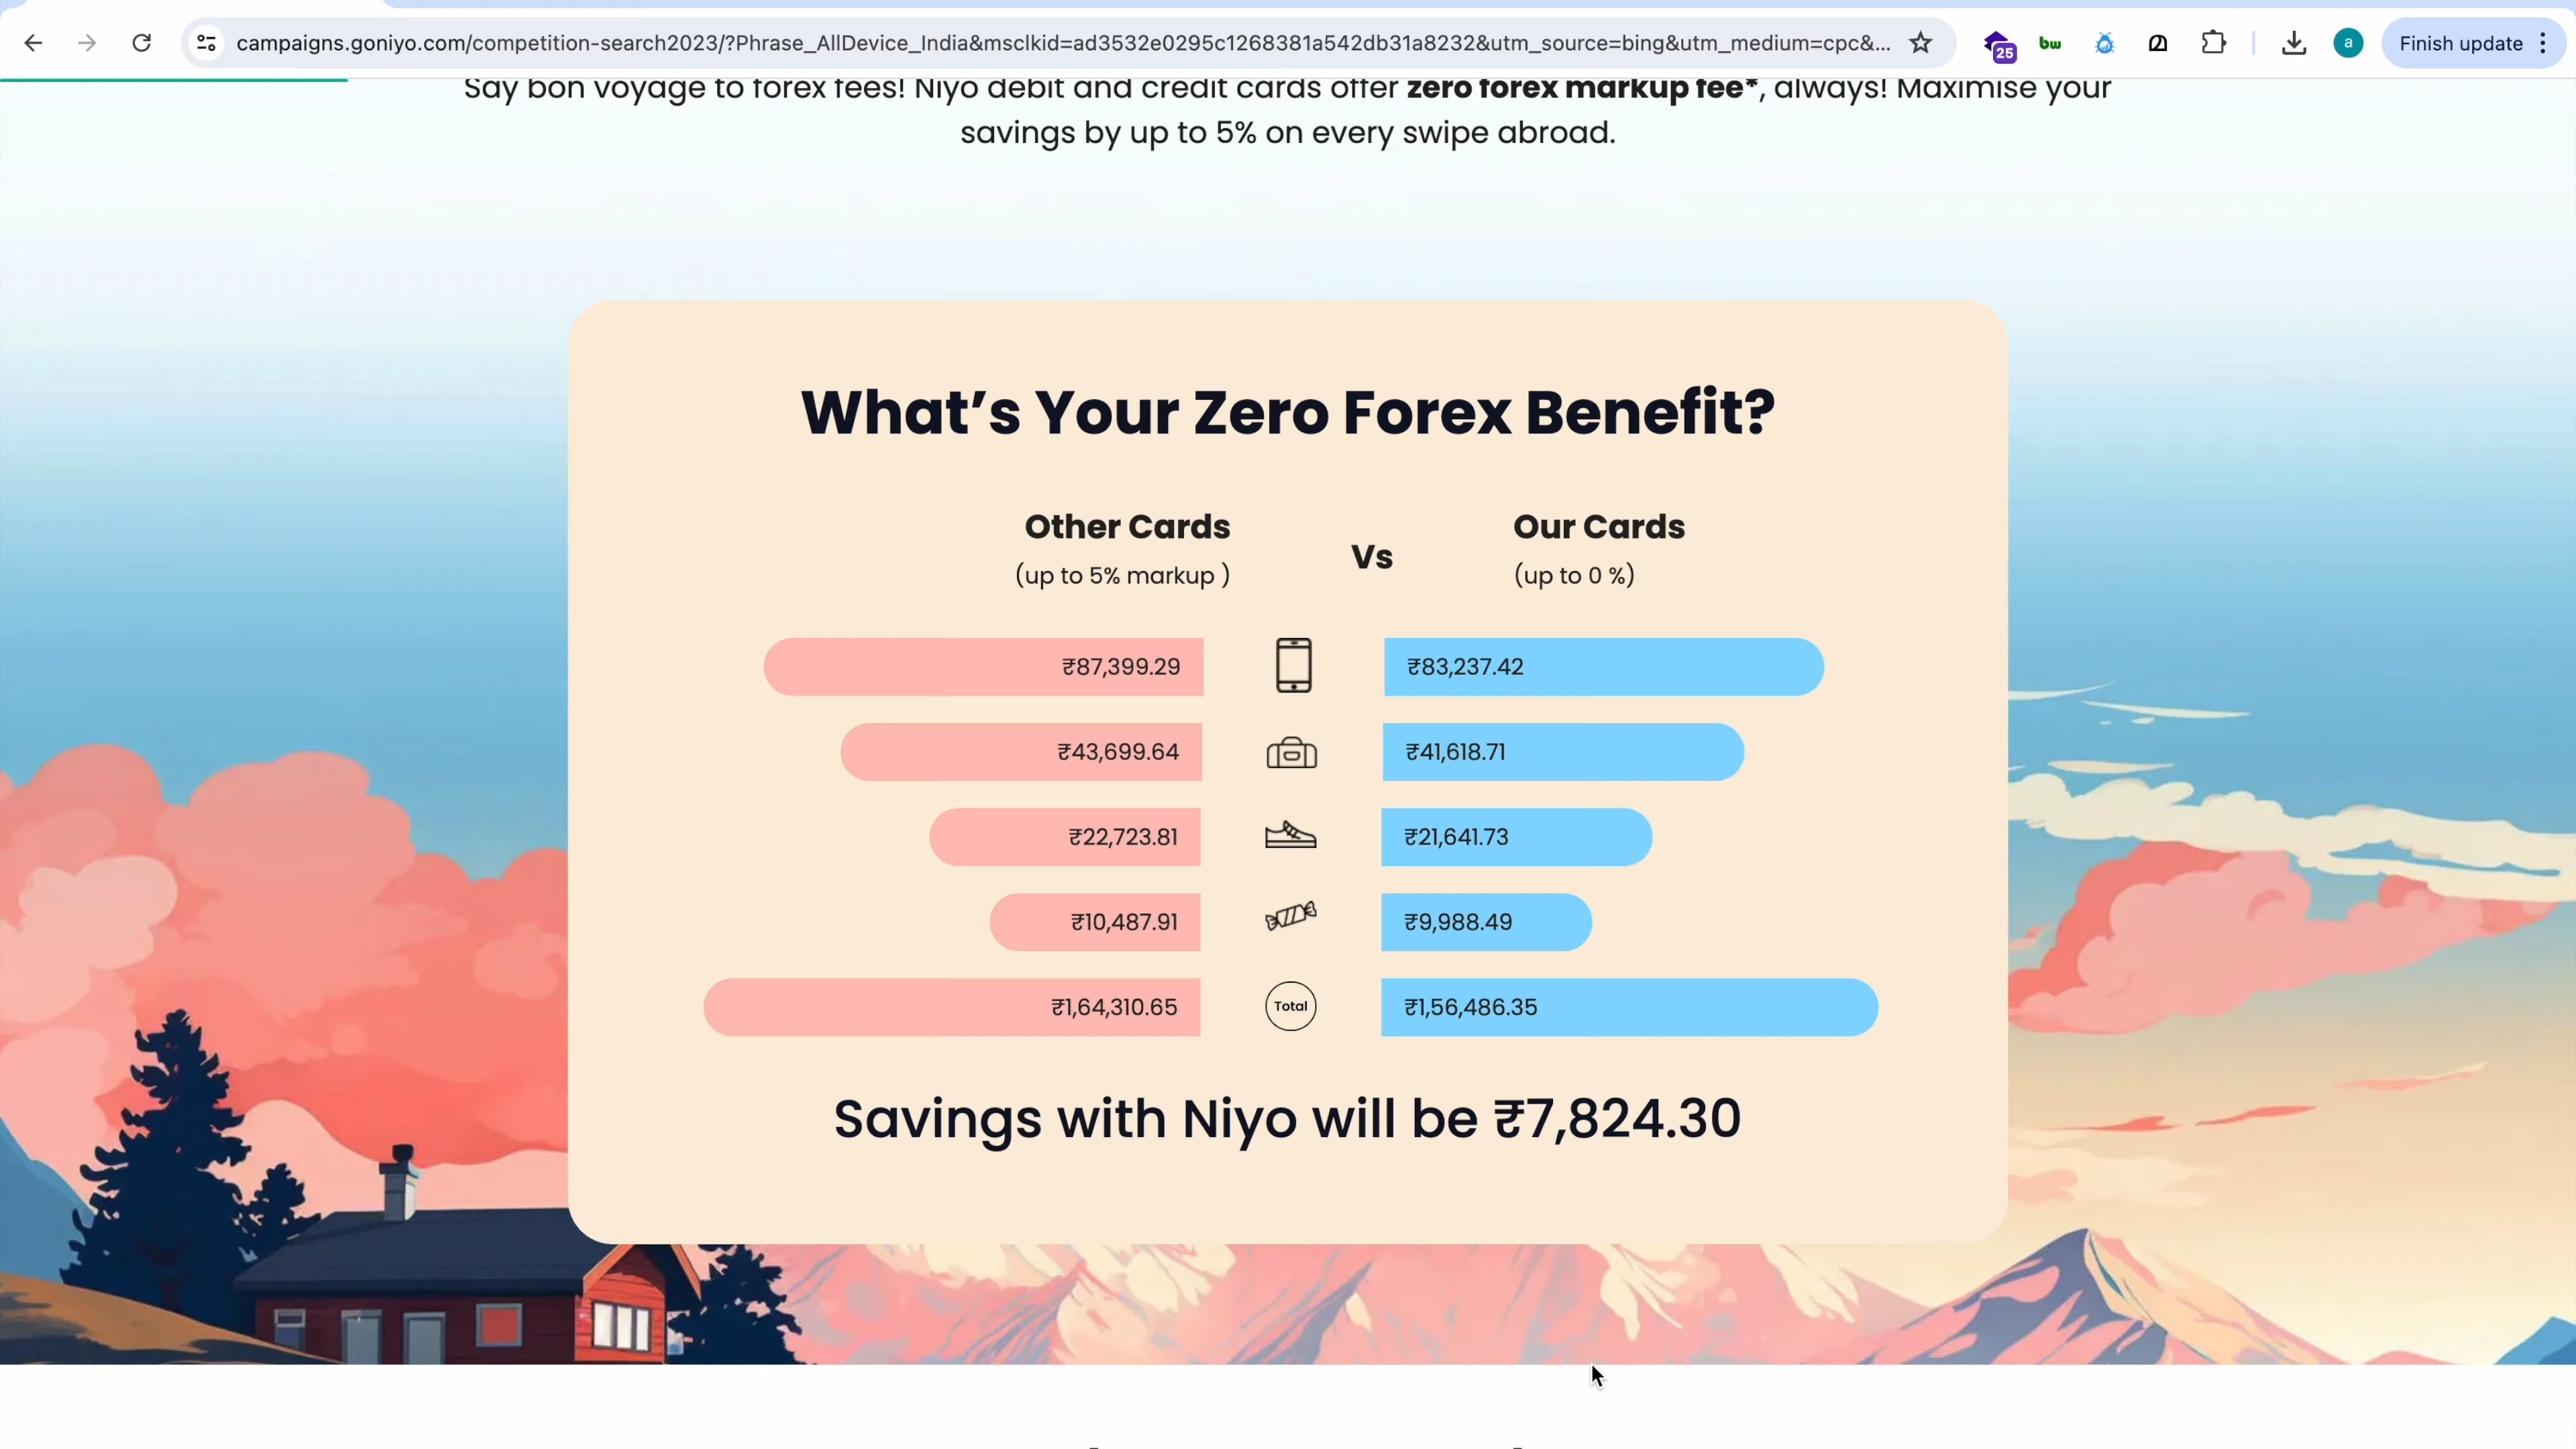 campaigns.goniyo.com/competition-search2023/?Phrase_AllDevice_India&msclkid=ad3532e0295c1268381a542db31a8232&utm_source=bing&utm_medium=cpc&...
25
bw
a
Finish update
Say bon voyage to forex fees! Niyo debit and credit cards offer zero forex markup fee*, always! Maximise your
savings by up to 5% on every swipe abroad.
What's Your Zero Forex Benefit?
Other Cards
(up to 5% markup )
Vs
Our Cards
(up to 0 %)
₹87,399.29 ₹83,237.42
₹43,699.64 ₹41,618.71
₹22,723.81 ₹21,641.73
₹10,487.91 ₹9,988.49
₹1,64,310.65 Total ₹1,56,486.35
Savings with Niyo will be ₹7,824.30